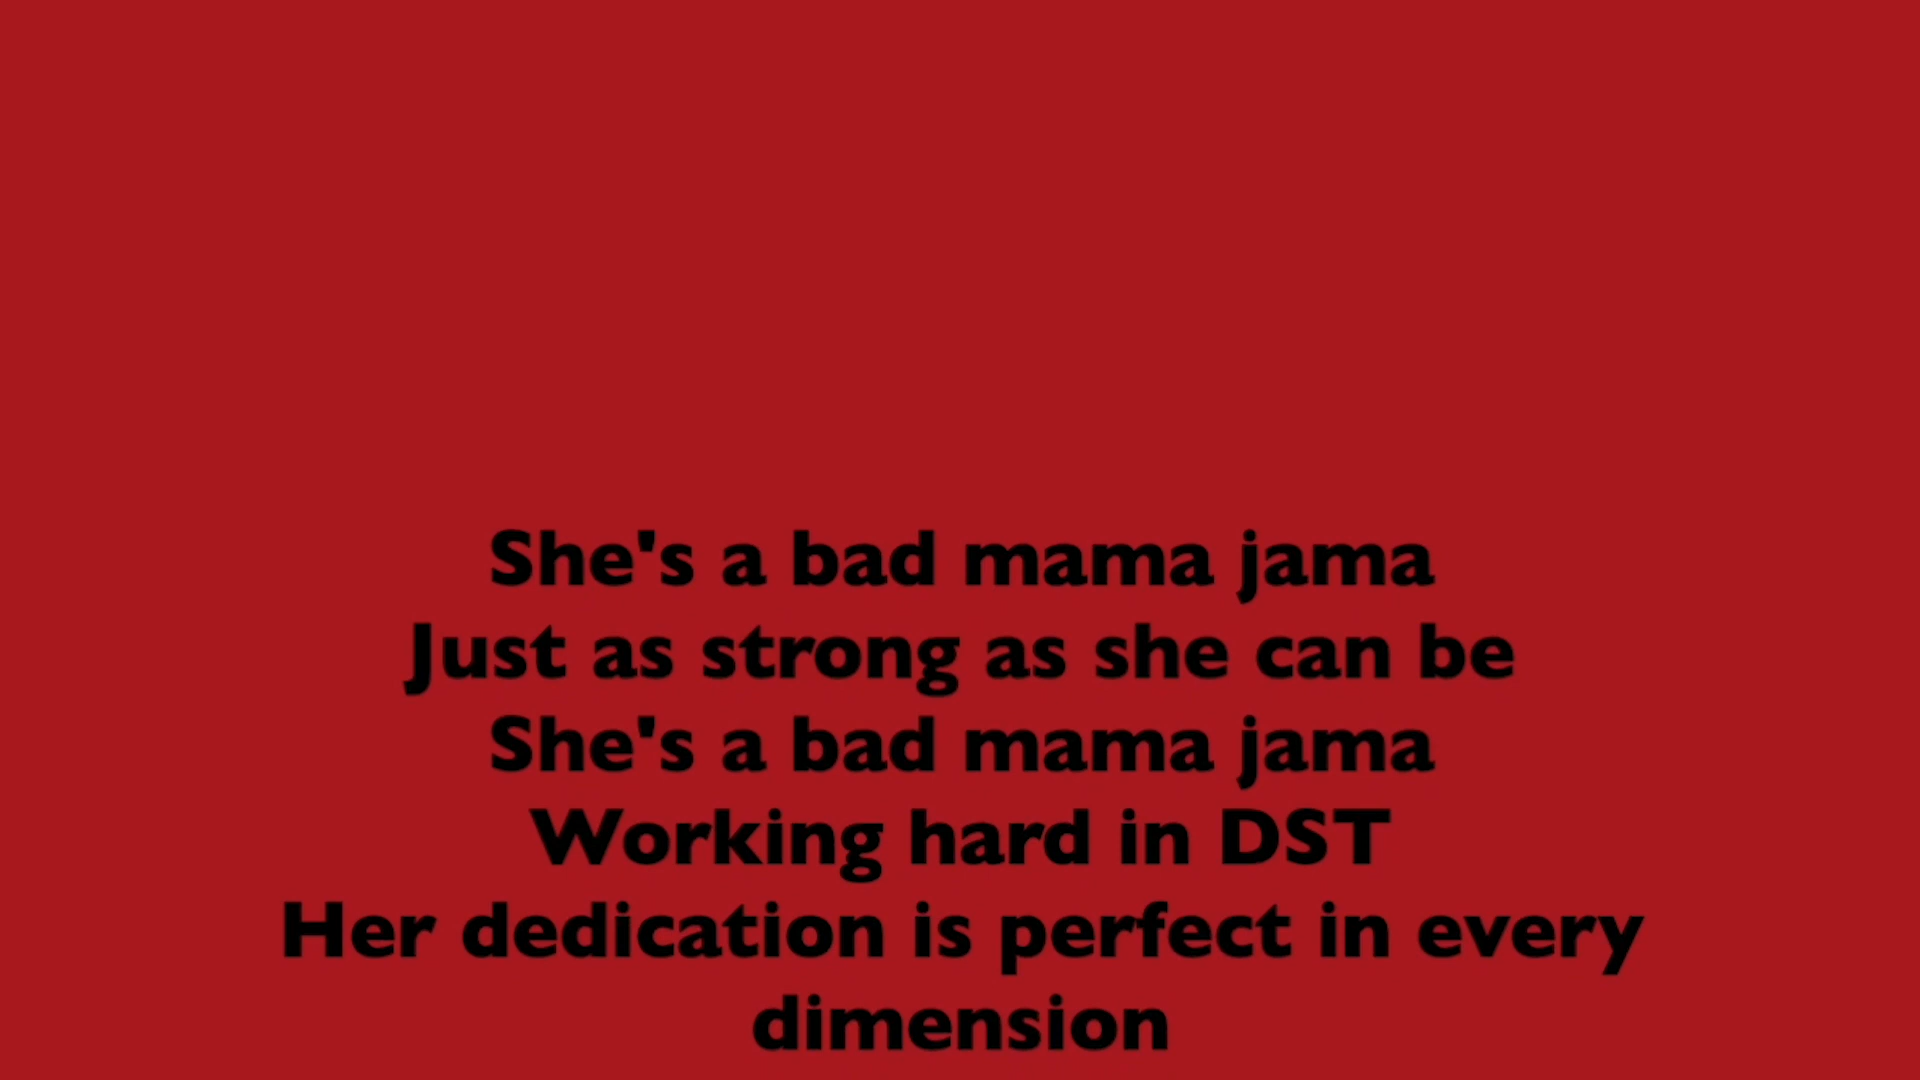 She's a bad mama jama
Just as strong as she can be
She's a bad mama jama
Working hard in DST
Her dedication is perfect in every
dimension